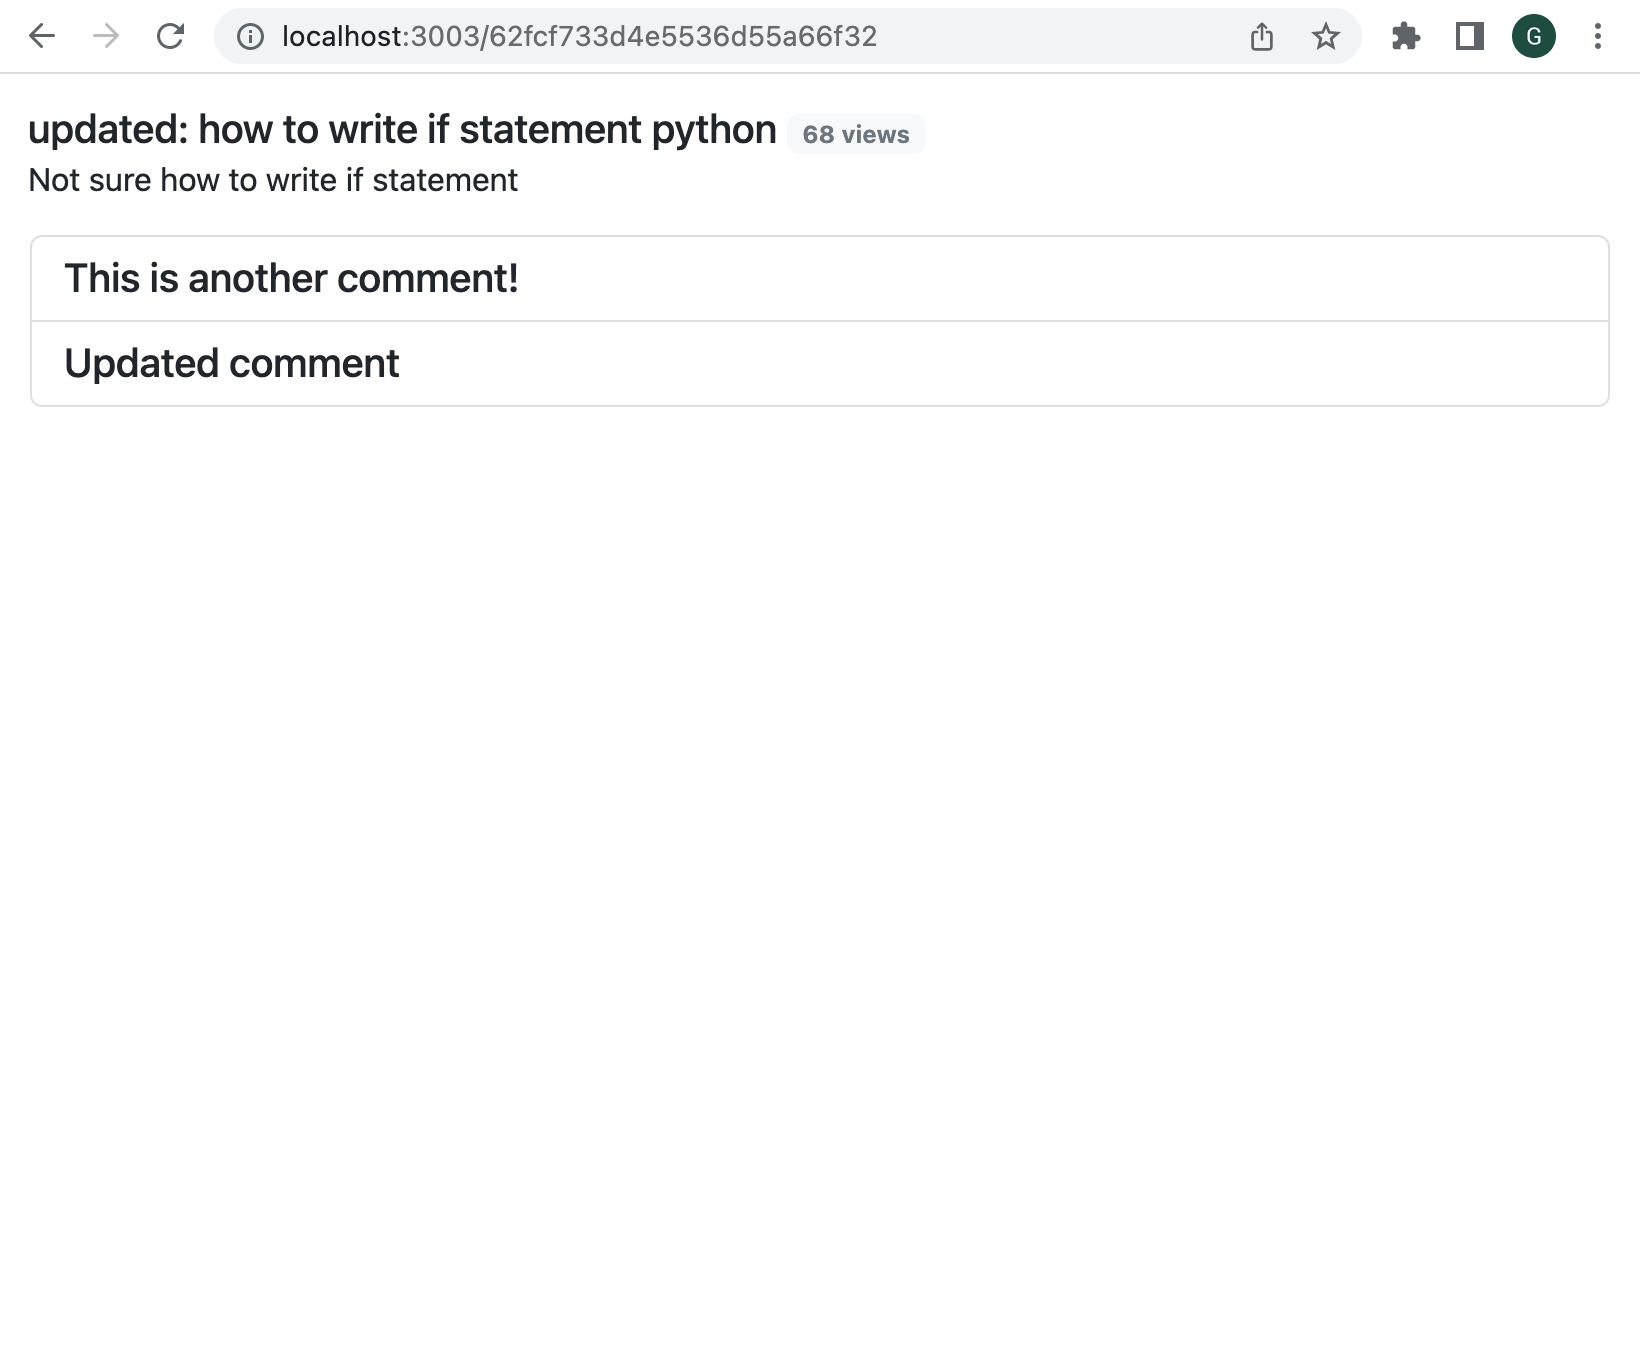 localhost:3003/62fcf733d4e5536d55a66f32
G
updated: how to write if statement python 68 views
Not sure how to write if statement
This is another comment!
Updated comment